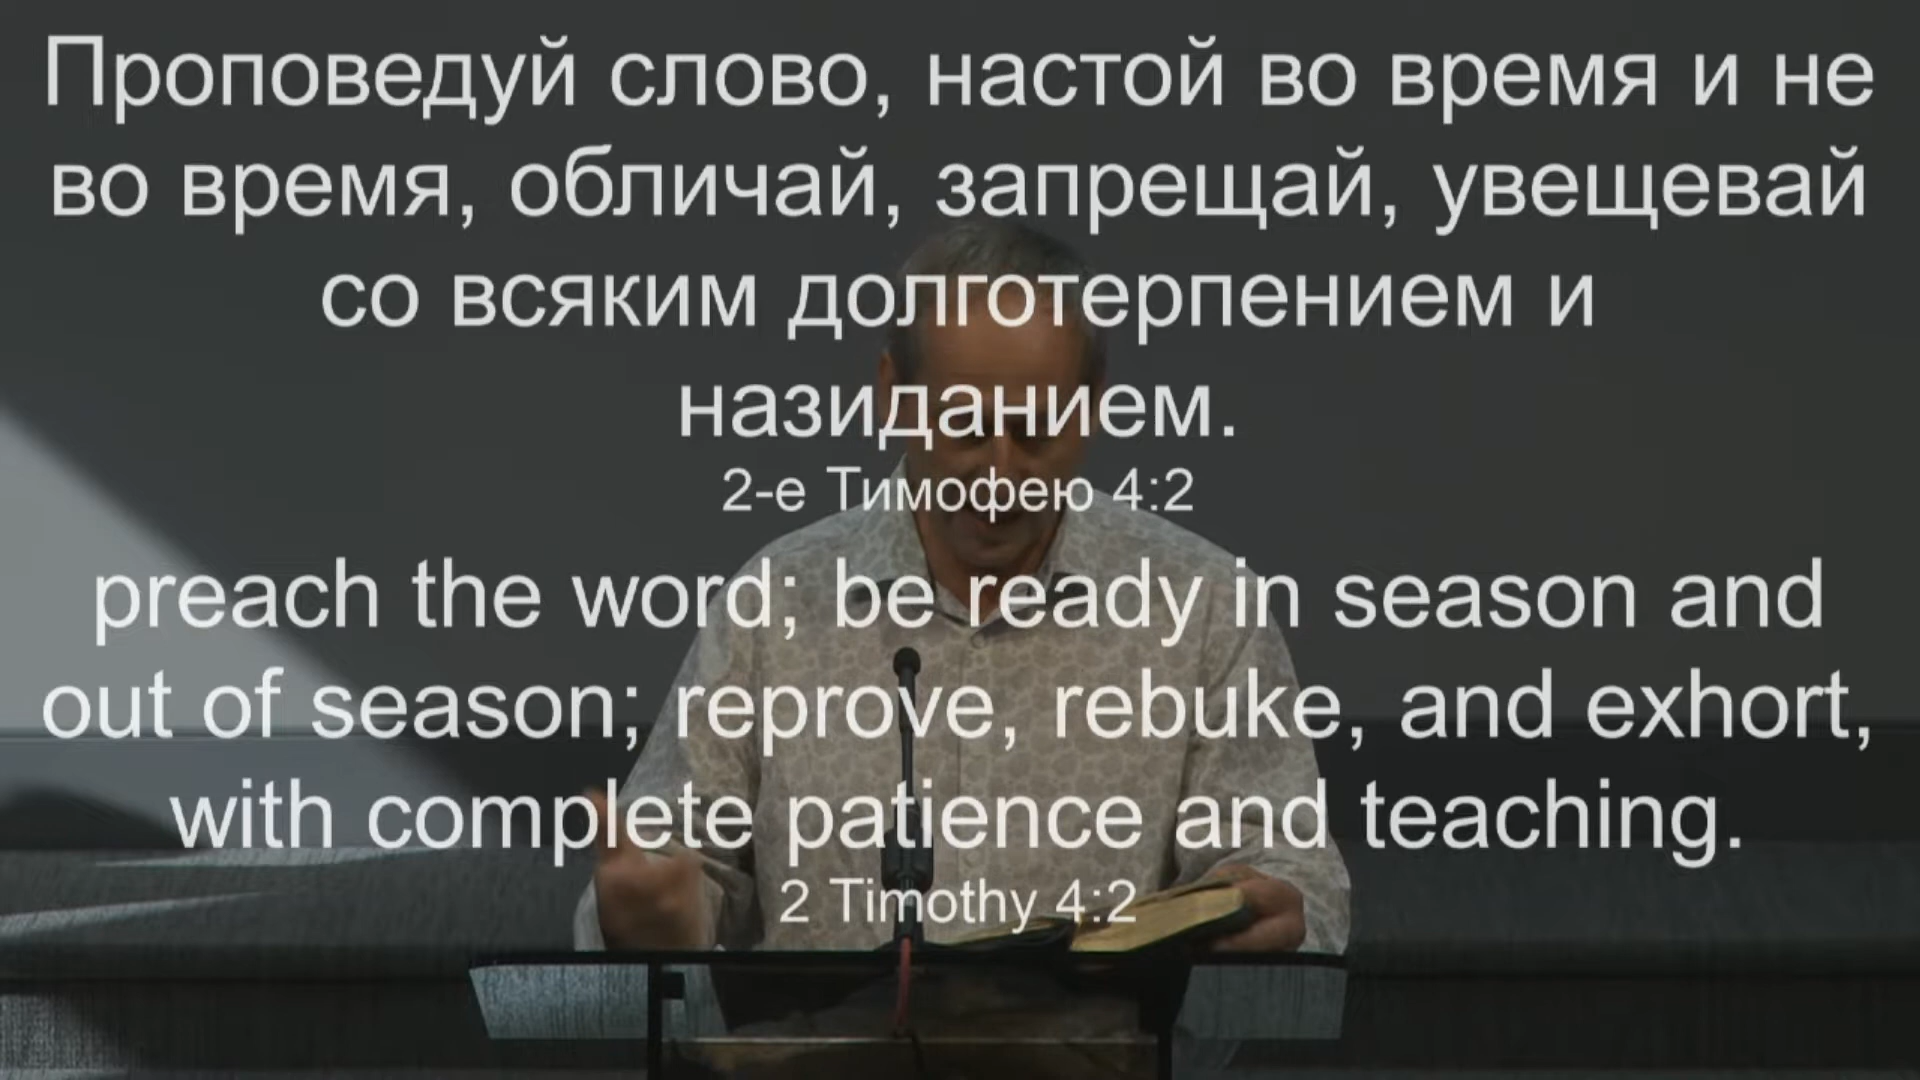 Проповедуй слово, настой во время и не
во время, обличай, запрещай, увещевай
со всяким долготерпением и
назиданием.
2-е Тимофею 4:2
preach the word; be ready in season and
out of season; reprove, rebuke, and exhort,
with complete patience and teaching.
2 Timothy 4:2